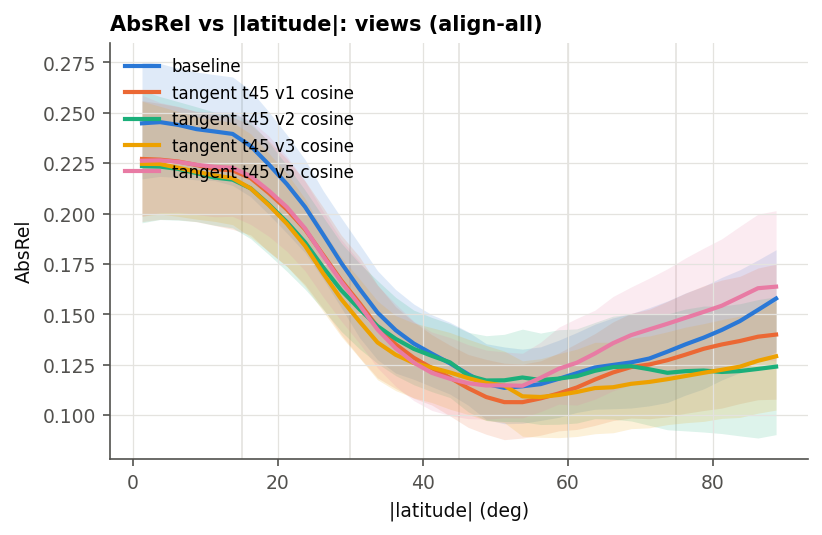 AbsRel vs |latitude|: views (align-all)
baseline
tangent t45 v1 cosine
tangent t45 v2 cosine
tangent t45 v3 cosine
tangent t45 v5 cosine
0.275
0.250
0.225
0.200
0.175
0.150
0.125
0.100
AbsRel
0 20 40 60 80
|latitude| (deg)